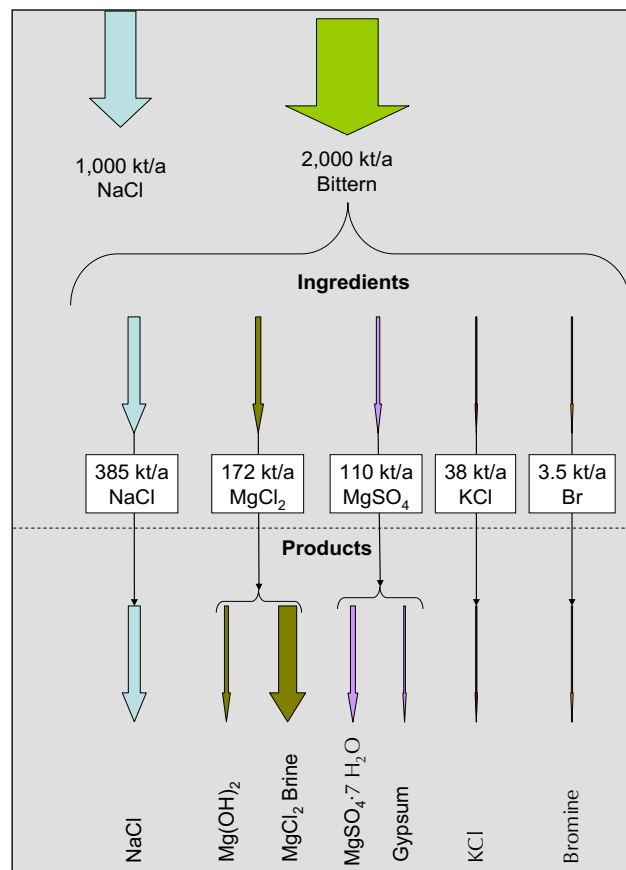 1,000 kt/a
NaCl
2,000 kt/a
Bittern
Ingredients
385 kt/a
NaCl
172 kt/a
MgCl₂
110 kt/a
MgSO₄
38 kt/a
KCl
3.5 kt/a
Br
Products
NaCl
Mg(OH)₂
MgCl₂ Brine
MgSO₄·7 H₂O
Gypsum
KCl
Bromine